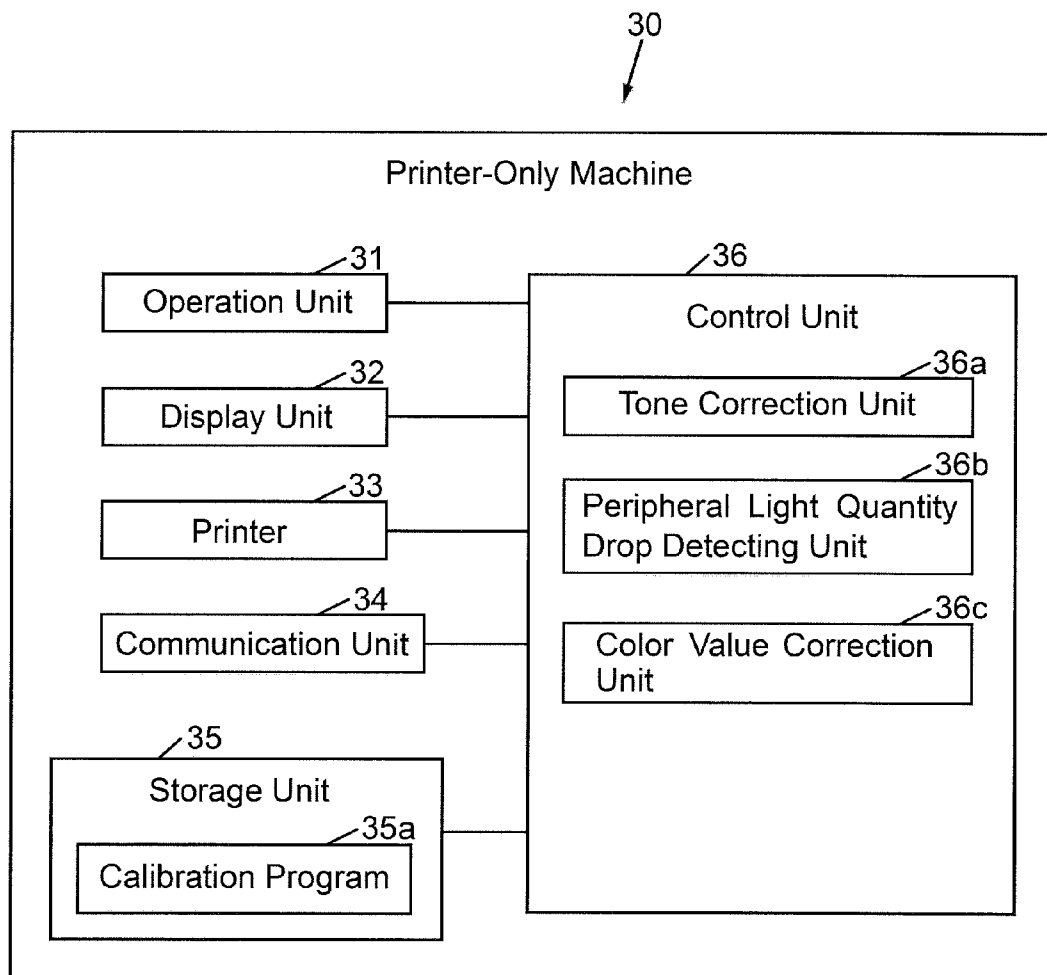 30
Printer-Only Machine
31
Operation Unit
32
Display Unit
33
Printer
34
Communication Unit
35
Storage Unit
35a
Calibration Program
36
Control Unit
36a
Tone Correction Unit
36b
Peripheral Light Quantity
Drop Detecting Unit
36c
Color Value Correction
Unit